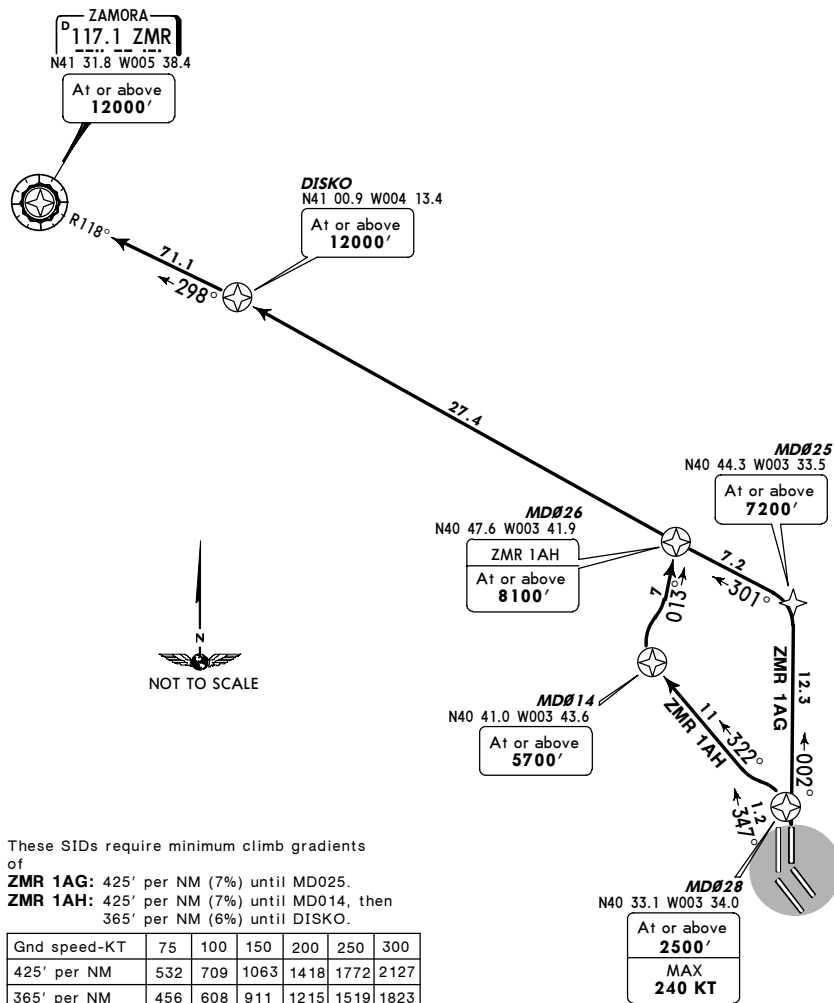 ZAMORA
D 117.1 ZMR
N41 31.8 W005 38.4
At or above
12000'
DISKO
N41 00.9 W004 13.4
At or above
12000'
R118°
71.1
298°
27.4
MDØ25
N40 44.3 W003 33.5
At or above
7200'
MDØ26
N40 47.6 W003 41.9
ZMR 1AH
At or above
8100'
7.2
301°
7
013°
N
NOT TO SCALE
MDØ14
N40 41.0 W003 43.6
At or above
5700'
ZMR 1AG
12.3
002°
11
322°
ZMR 1AH
1.2
347°
MDØ28
N40 33.1 W003 34.0
At or above
2500'
MAX
240 KT
These SIDs require minimum climb gradients
of
ZMR 1AG: 425' per NM (7%) until MD025.
ZMR 1AH: 425' per NM (7%) until MD014, then
365' per NM (6%) until DISKO.
Gnd speed-KT 75 100 150 200 250 300
425' per NM 532 709 1063 1418 1772 2127
365' per NM 456 608 911 1215 1519 1823